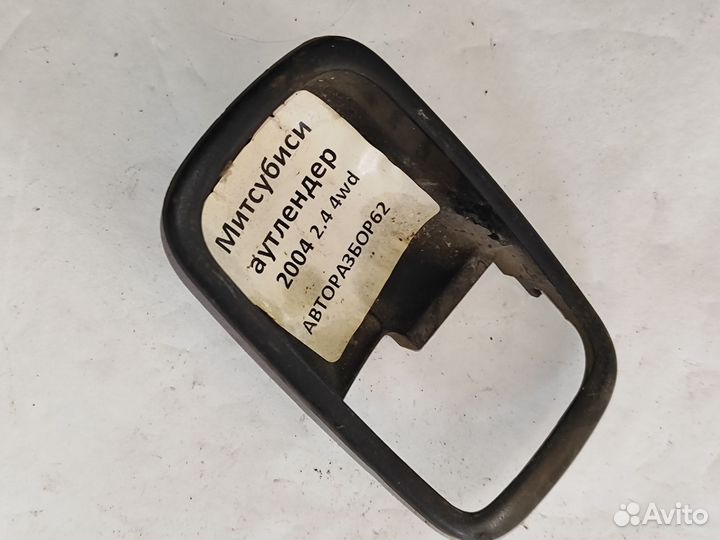 Митсубиси
аутлендер
2004 2.4 4wd
АВТОРАЗБОР62
Avito